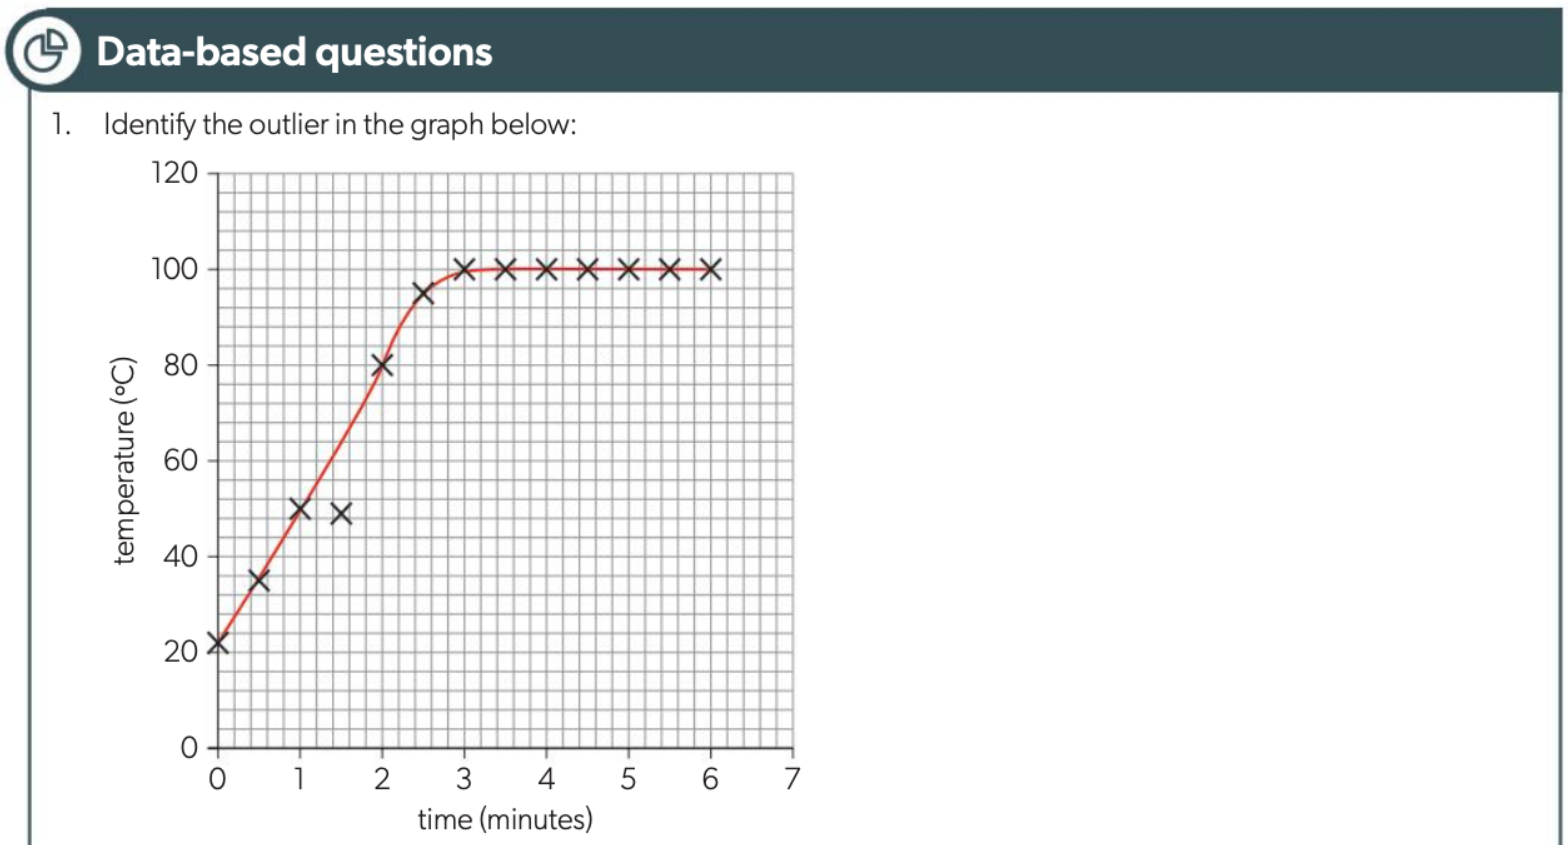 Data-based questions
1. Identify the outlier in the graph below:
120
100
80
60
40
20
0
temperature (°C)
0 1 2 3 4 5 6 7
time (minutes)